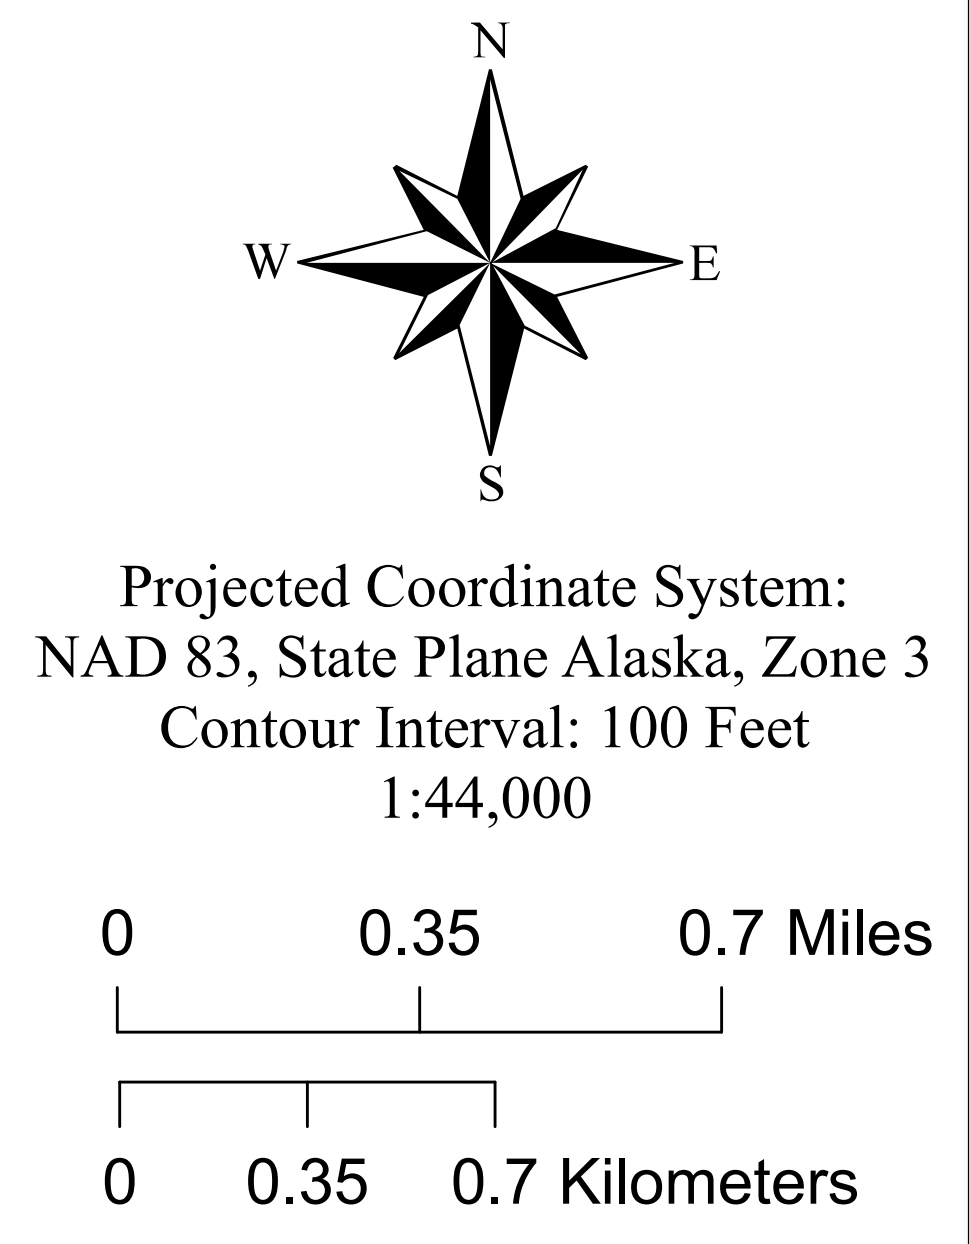 N
W E
S
Projected Coordinate System:
NAD 83, State Plane Alaska, Zone 3
Contour Interval: 100 Feet
1:44,000
0 0.35 0.7 Miles
0 0.35 0.7 Kilometers